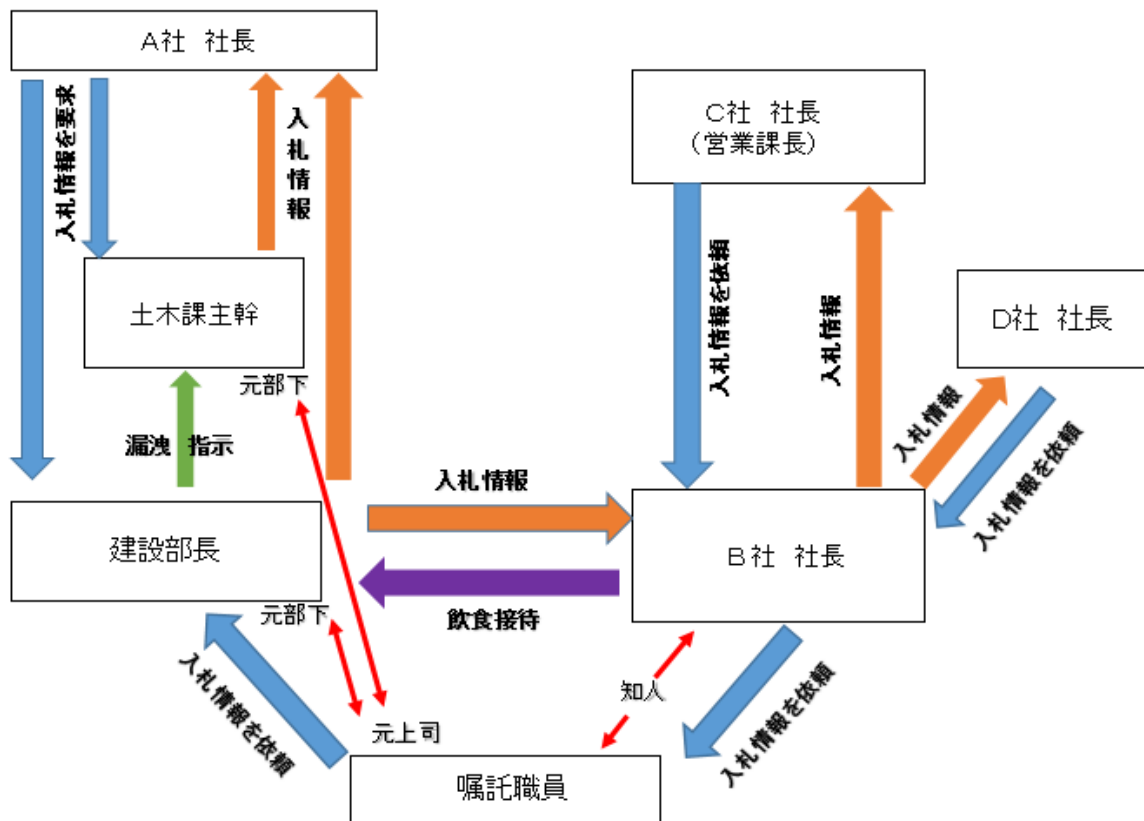 A社 社長
入札情報を要求
入札情報
C社 社長
（営業課長）
土木課主幹
入札情報を依頼
入札情報
D社 社長
元部下
漏洩 指示
入札情報
入札情報を依頼
入札情報
建設部長
B社 社長
元部下
飲食接待
入札情報を依頼
知人
入札情報を依頼
元上司
嘱託職員